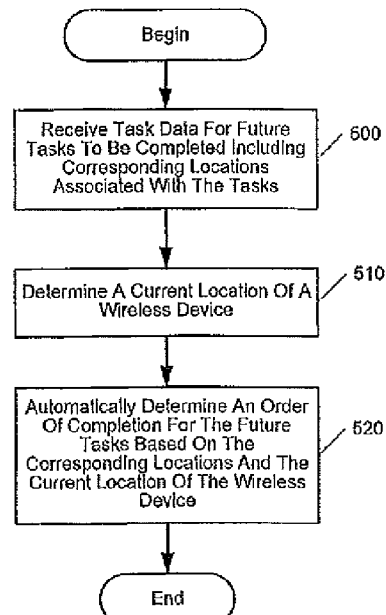 Begin
Receive Task Data For Future
Tasks To Be Completed Including
Corresponding Locations
Associated With The Tasks
500
Determine A Current Location Of A
Wireless Device
510
Automatically Determine An Order
Of Completion For The Future
Tasks Based On The
Corresponding Locations And The
Current Location Of The Wireless
Device
520
End